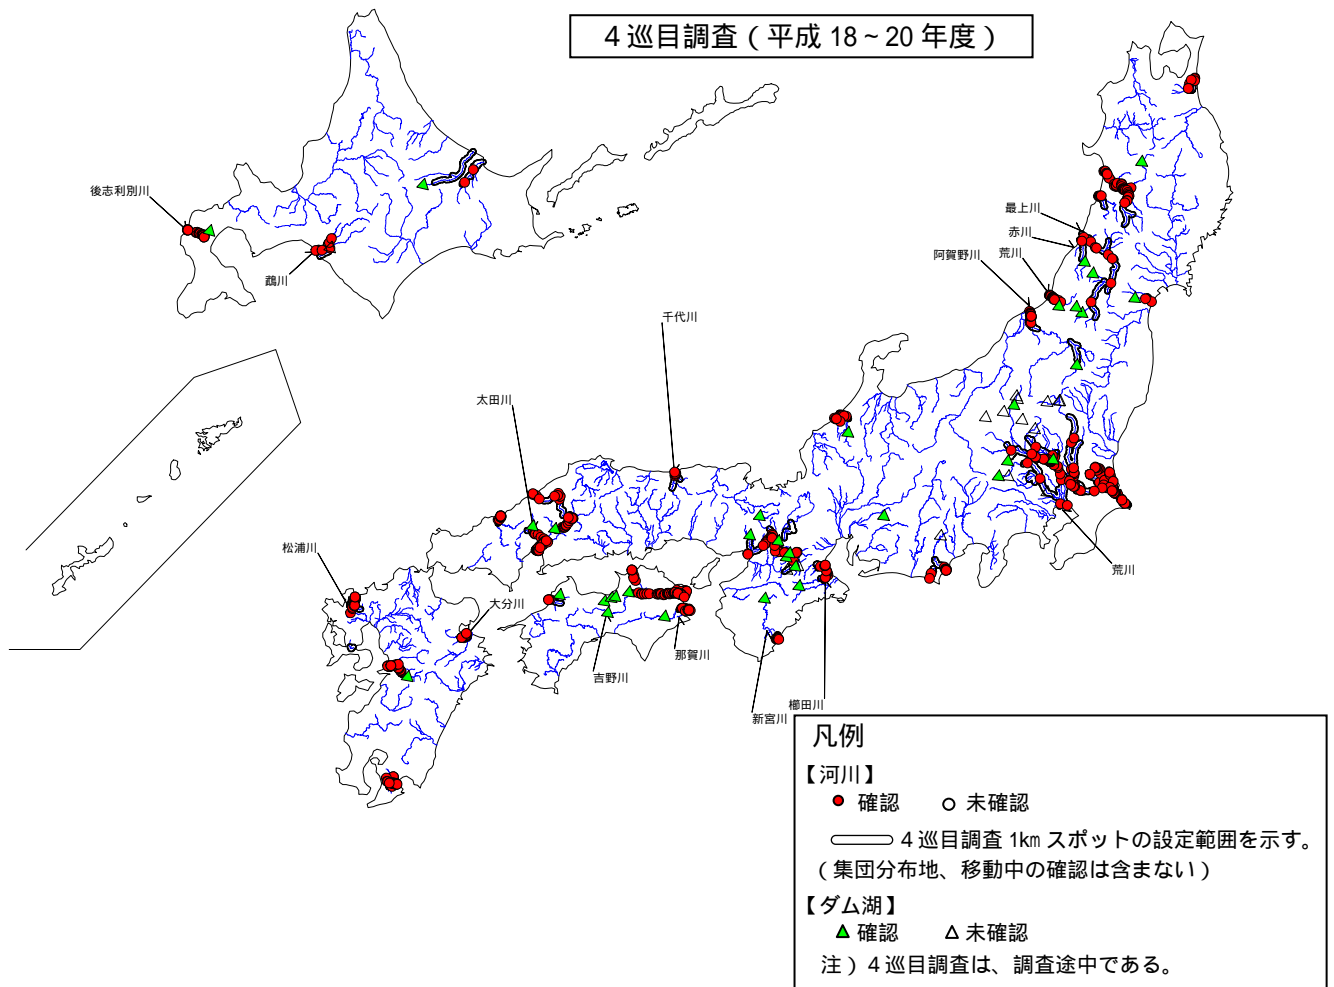 4巡目調査(平成18~20年度)
後志利別川
鵡川
最上川
赤川
荒川
阿賀野川
千代川
太田川
松浦川
大分川
荒川
那賀川
吉野川
櫛田川
新宮川
凡例
【河川】
確認 未確認
4巡目調査1kmスポットの設定範囲を示す。
(集団分布地、移動中の確認は含まない)
【ダム湖】
確認 未確認
注)4巡目調査は、調査途中である。